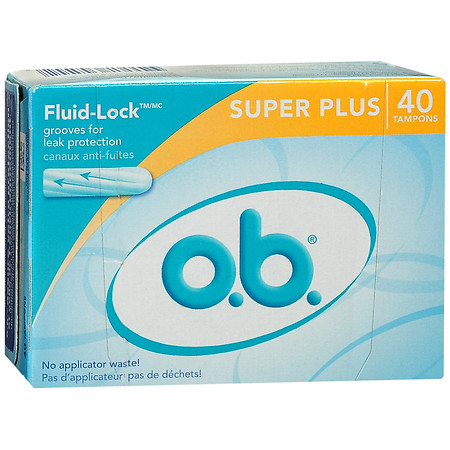 Fluid-Lock™/MC
grooves for
leak protection
canaux anti-fuites
SUPER PLUS
40
TAMPONS
o.b.®
No applicator waste!
Pas d'applicateur pas de déchets!